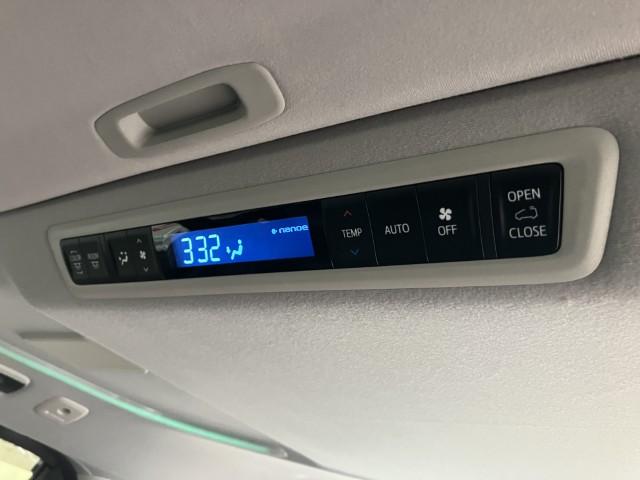 nanoe
332
TEMP
AUTO
OFF
OPEN
CLOSE